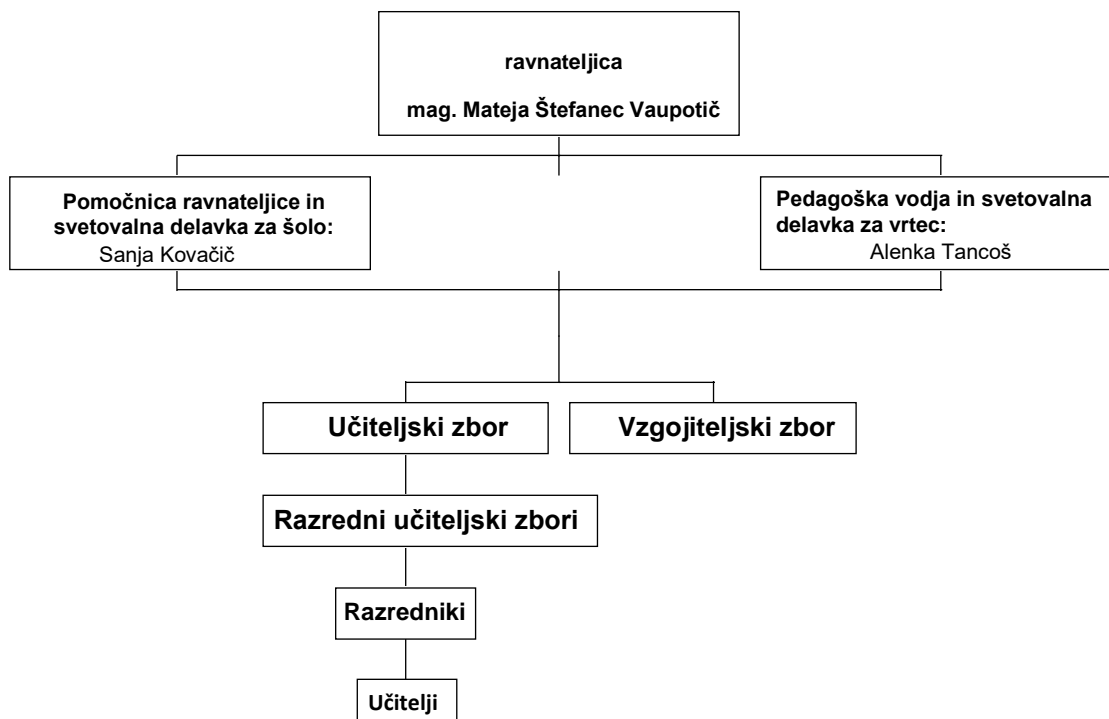 ravnateljica
mag. Mateja Štefanec Vaupotič
Pomočnica ravnateljice in
svetovalna delavka za šolo:
Sanja Kovačič
Pedagoška vodja in svetovalna
delavka za vrtec:
Alenka Tancoš
Učiteljski zbor
Vzgojiteljski zbor
Razredni učiteljski zbori
Razredniki
Učitelji